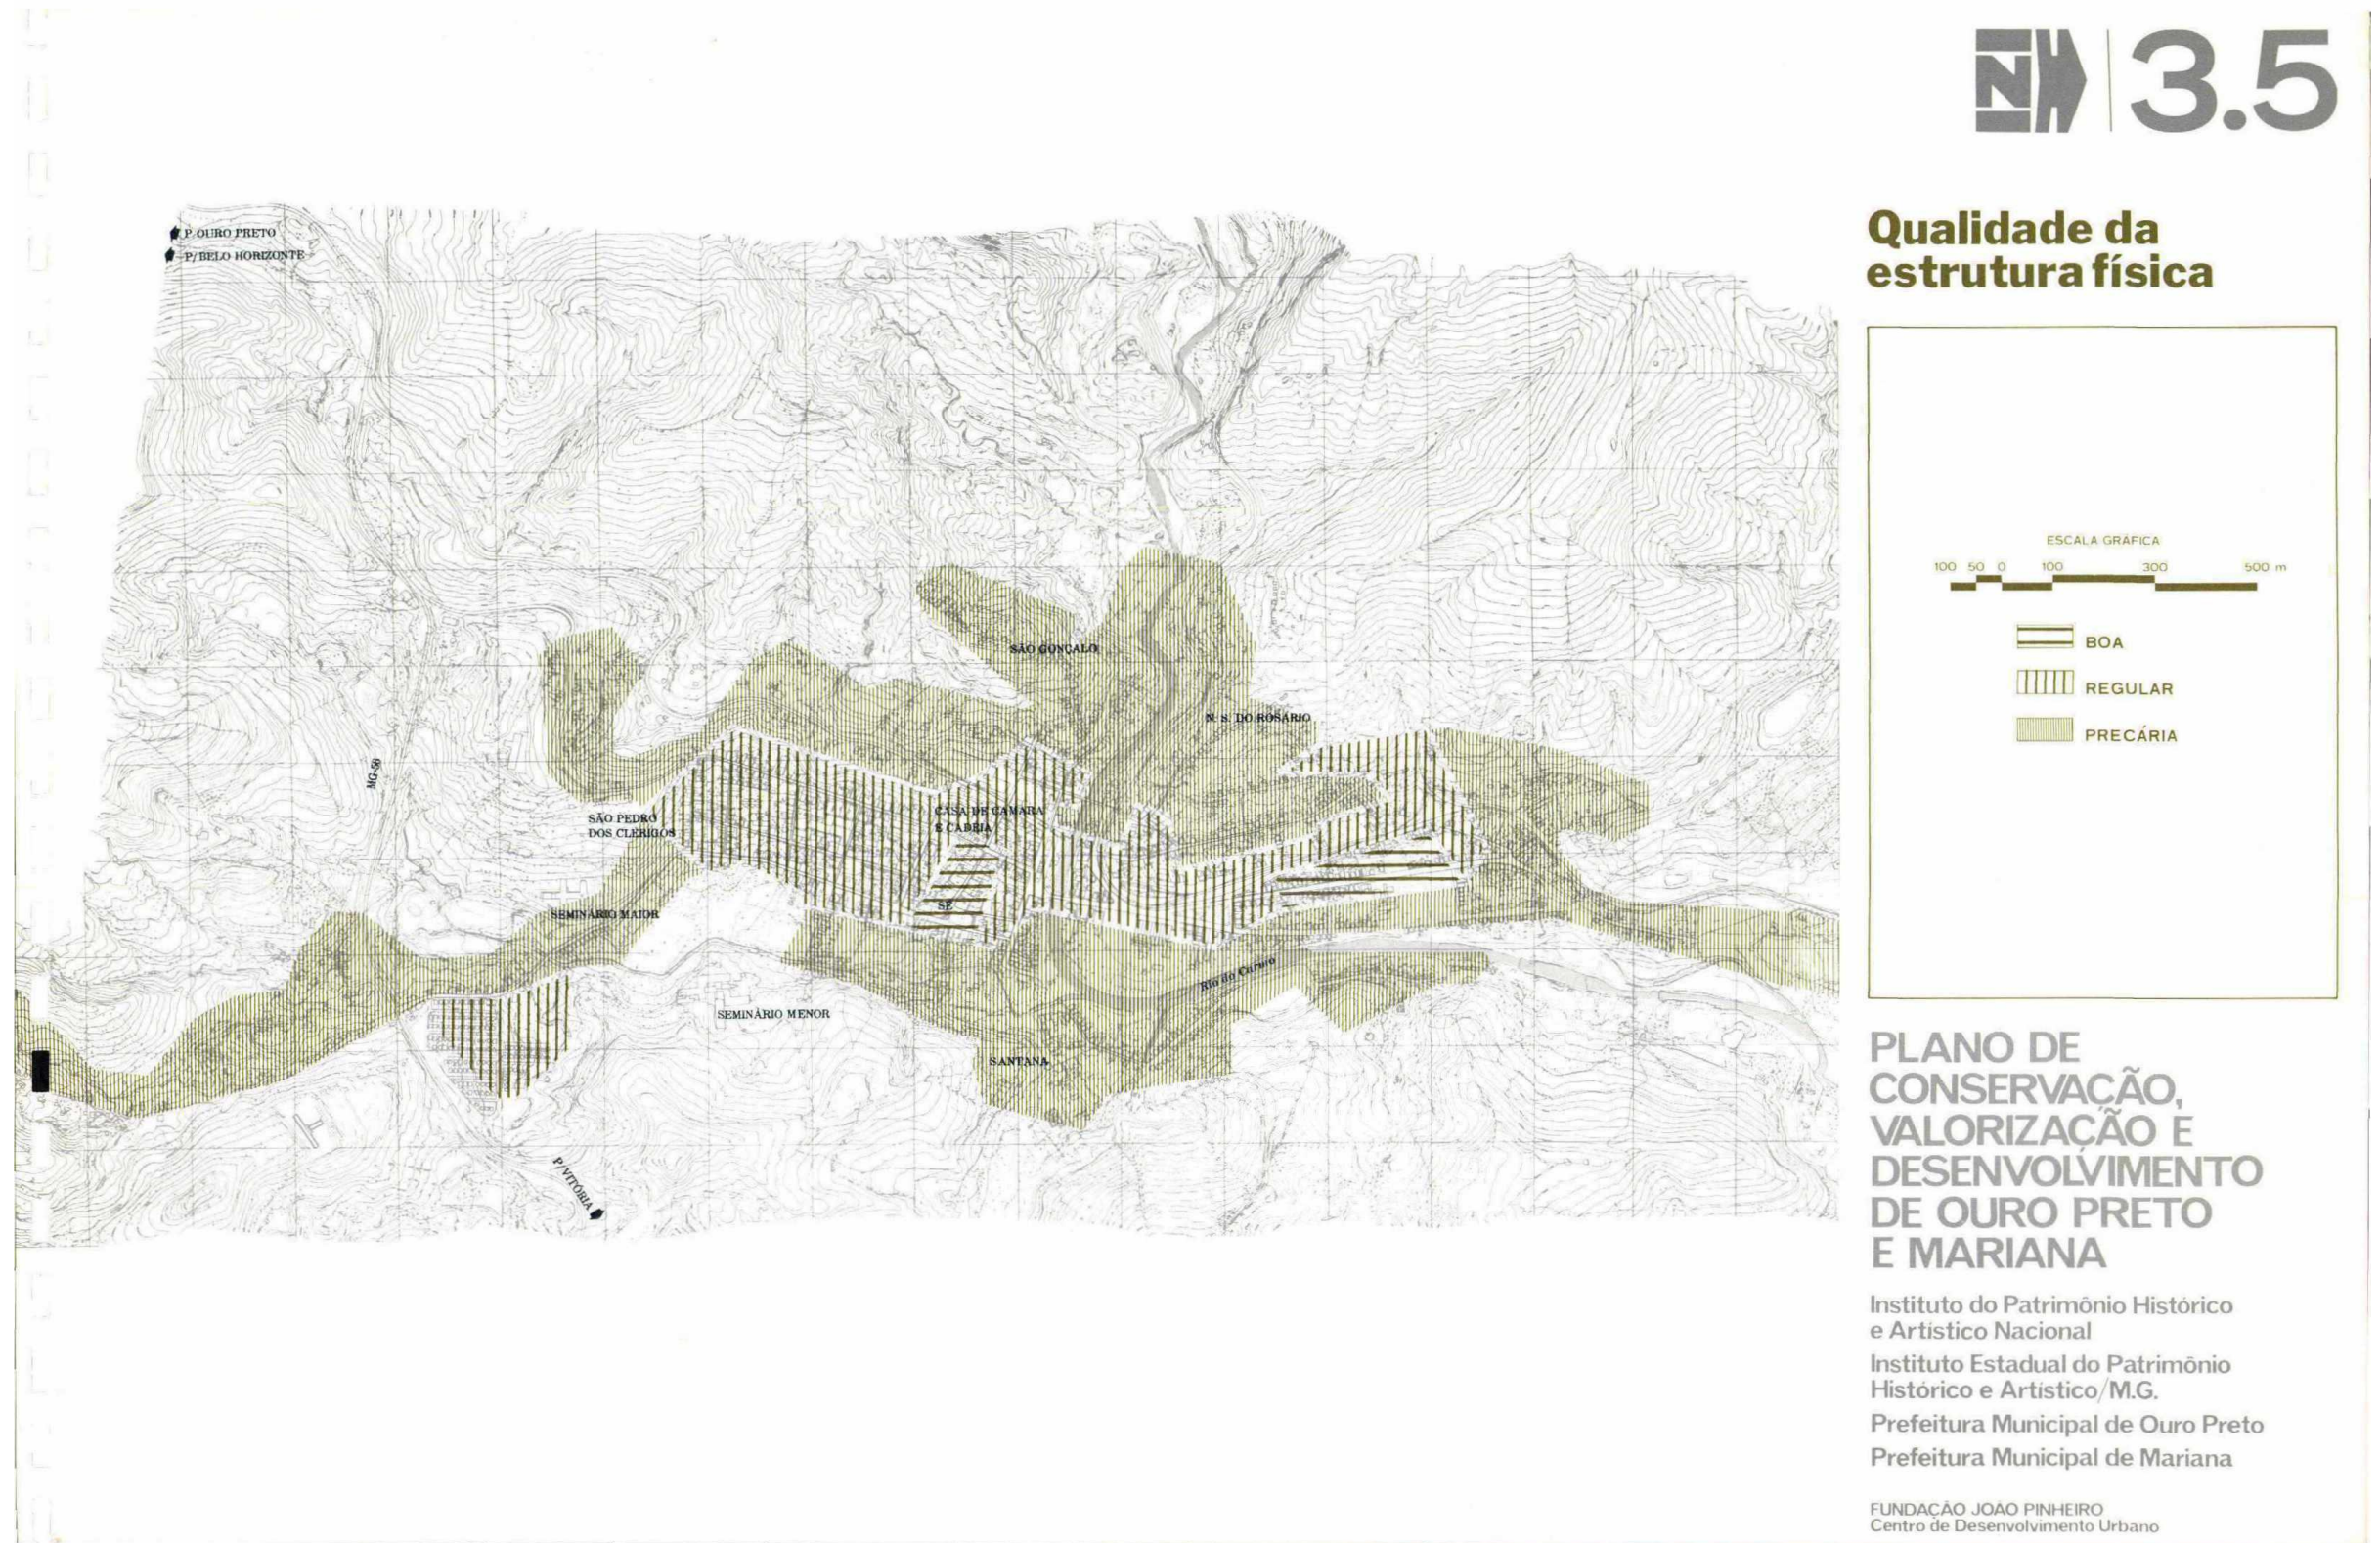 3.5
Qualidade da
estrutura física
ESCALA GRÁFICA
100 50 0 100 300 500 m
BOA
REGULAR
PRECÁRIA
P. OURO PRETO
P/BELO HORIZONTE
MG-56
SÃO GONÇALO
N. S. DO ROSÁRIO
CASA DE CAMARA
E CADEIA
SÃO PEDRO
DOS CLERIGOS
SÉ
SEMINÁRIO MAIOR
Rio do Carmo
SEMINÁRIO MENOR
SANTANA
P/VITÓRIA
PLANO DE
CONSERVAÇÃO,
VALORIZAÇÃO E
DESENVOLVIMENTO
DE OURO PRETO
E MARIANA
Instituto do Patrimônio Histórico
e Artístico Nacional
Instituto Estadual do Patrimônio
Histórico e Artístico/M.G.
Prefeitura Municipal de Ouro Preto
Prefeitura Municipal de Mariana
FUNDAÇÃO JOÃO PINHEIRO
Centro de Desenvolvimento Urbano